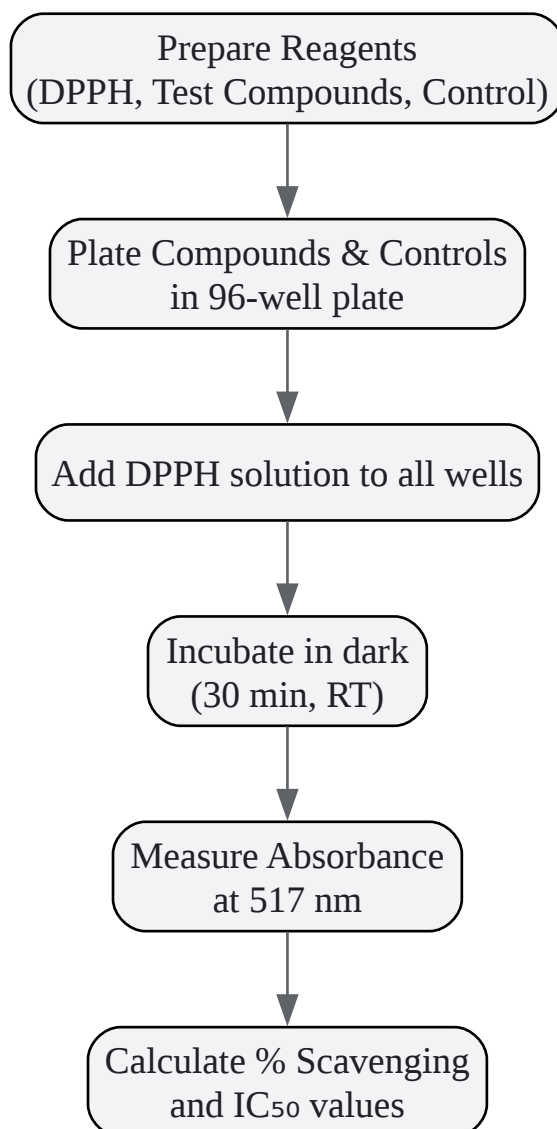 Prepare Reagents
(DPPH, Test Compounds, Control)
Plate Compounds & Controls
in 96-well plate
Add DPPH solution to all wells
Incubate in dark
(30 min, RT)
Measure Absorbance
at 517 nm
Calculate % Scavenging
and IC₅₀ values